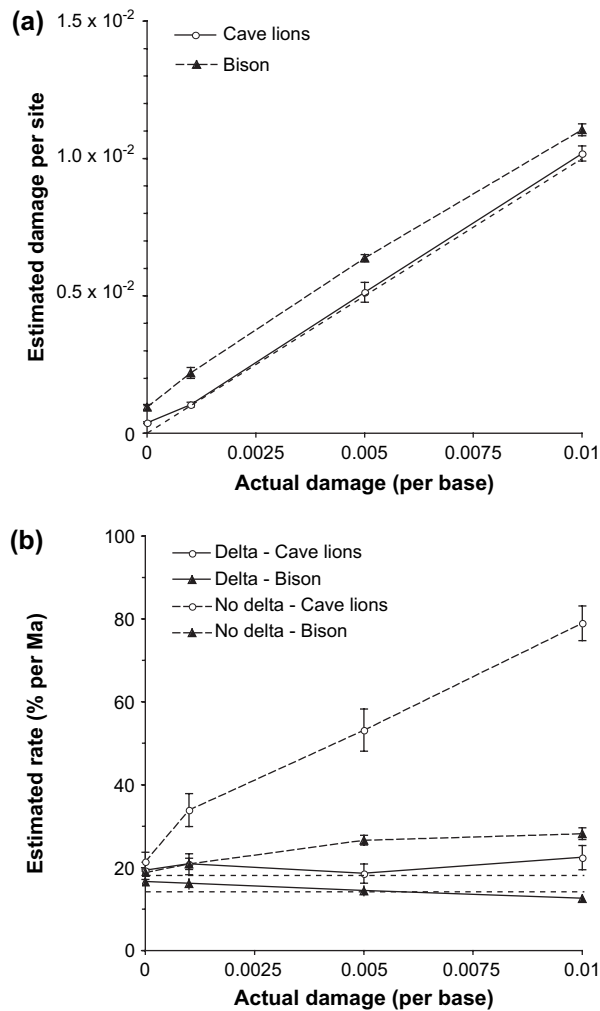 (a)
1.5 x 10⁻²
Cave lions
Bison
1.0 x 10⁻²
0.5 x 10⁻²
0
Estimated damage per site
0 0.0025 0.005 0.0075 0.01
Actual damage (per base)
(b)
100
Delta - Cave lions
Delta - Bison
No delta - Cave lions
No delta - Bison
80
60
40
20
0
Estimated rate (% per Ma)
0 0.0025 0.005 0.0075 0.01
Actual damage (per base)